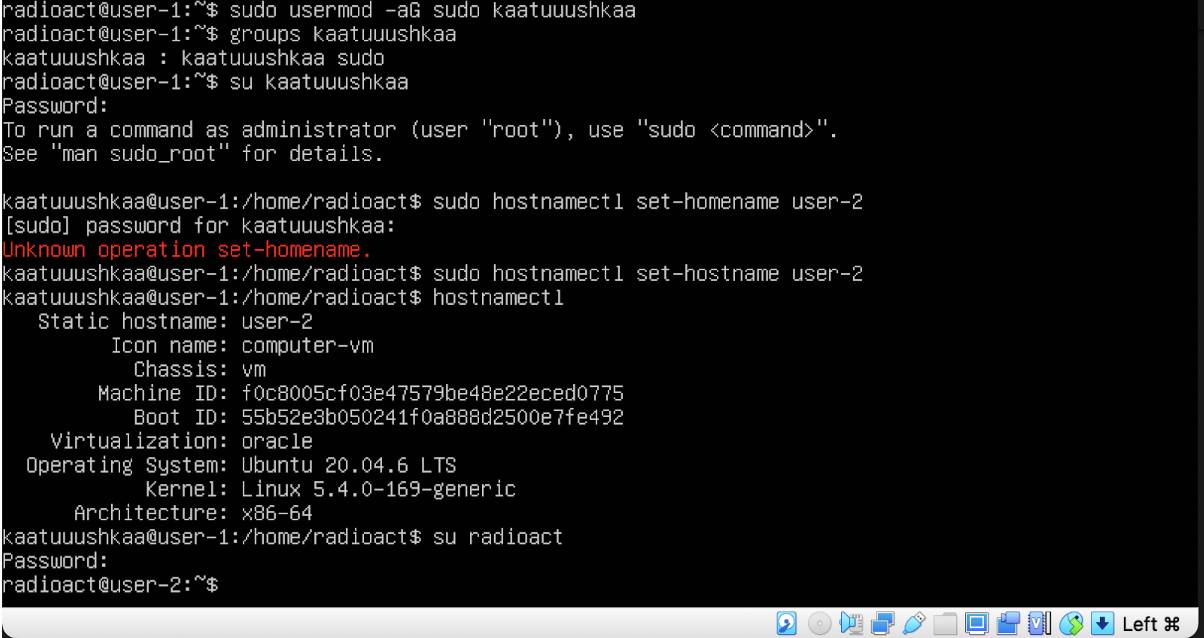 radioact@user-1:~$ sudo usermod -aG sudo kaatuuushkaa
radioact@user-1:~$ groups kaatuuushkaa
kaatuuushkaa : kaatuuushkaa sudo
radioact@user-1:~$ su kaatuuushkaa
Password:
To run a command as administrator (user "root"), use "sudo <command>".
See "man sudo_root" for details.
kaatuuushkaa@user-1:/home/radioact$ sudo hostnamectl set-homename user-2
[sudo] password for kaatuuushkaa:
Unknown operation set-homename.
kaatuuushkaa@user-1:/home/radioact$ sudo hostnamectl set-hostname user-2
kaatuuushkaa@user-1:/home/radioact$ hostnamectl
Static hostname: user-2
Icon name: computer-vm
Chassis: vm
Machine ID: f0c8005cf03e47579be48e22eced0775
Boot ID: 55b52e3b050241f0a888d2500e7fe492
Virtualization: oracle
Operating System: Ubuntu 20.04.6 LTS
Kernel: Linux 5.4.0-169-generic
Architecture: x86-64
kaatuuushkaa@user-1:/home/radioact$ su radioact
Password:
radioact@user-2:~$
Left ⌘